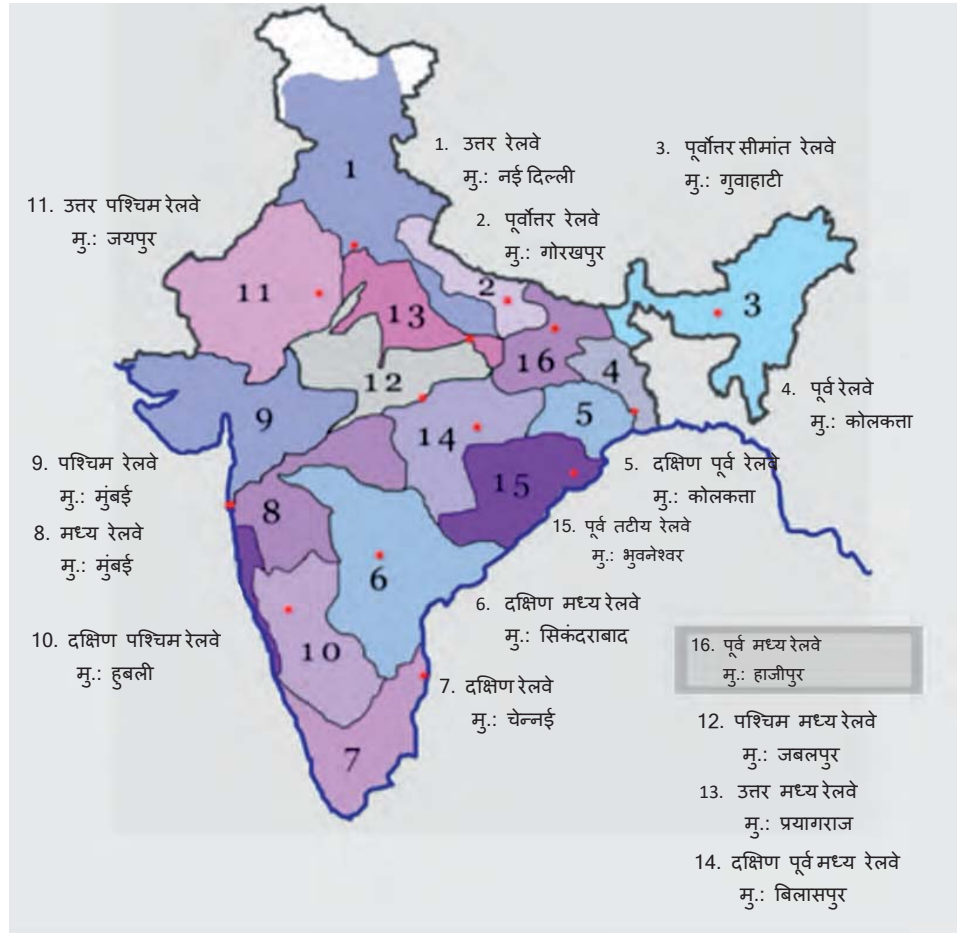 1. उत्तर रेलवे
मु.: नई दिल्ली
3. पूर्वोत्तर सीमांत रेलवे
मु.: गुवाहाटी
11. उत्तर पश्चिम रेलवे
मु.: जयपुर
2. पूर्वोत्तर रेलवे
मु.: गोरखपुर
1
2
11
13
3
16
4
12
4. पूर्व रेलवे
मु.: कोलकत्ता
9
5
14
9. पश्चिम रेलवे
मु.: मुंबई
5. दक्षिण पूर्व रेलवे
मु.: कोलकत्ता
15
8
8. मध्य रेलवे
मु.: मुंबई
15. पूर्व तटीय रेलवे
मु.: भुवनेश्वर
6
6. दक्षिण मध्य रेलवे
मु.: सिकंदराबाद
10. दक्षिण पश्चिम रेलवे
मु.: हुबली
10
16. पूर्व मध्य रेलवे
मु.: हाजीपुर
7. दक्षिण रेलवे
मु.: चेन्नई
7
12. पश्चिम मध्य रेलवे
मु.: जबलपुर
13. उत्तर मध्य रेलवे
मु.: प्रयागराज
14. दक्षिण पूर्व मध्य रेलवे
मु.: बिलासपुर